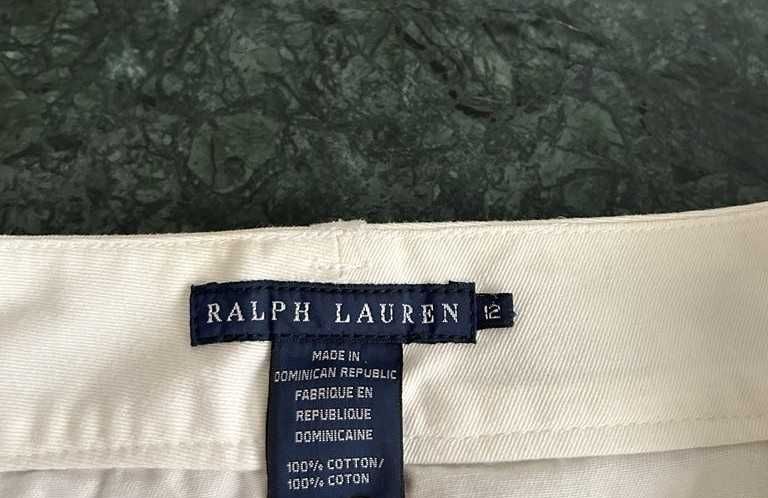 RALPH LAUREN 12
MADE IN
DOMINICAN REPUBLIC
FABRIQUE EN
REPUBLIQUE
DOMINICAINE
100% COTTON/
100% COTON